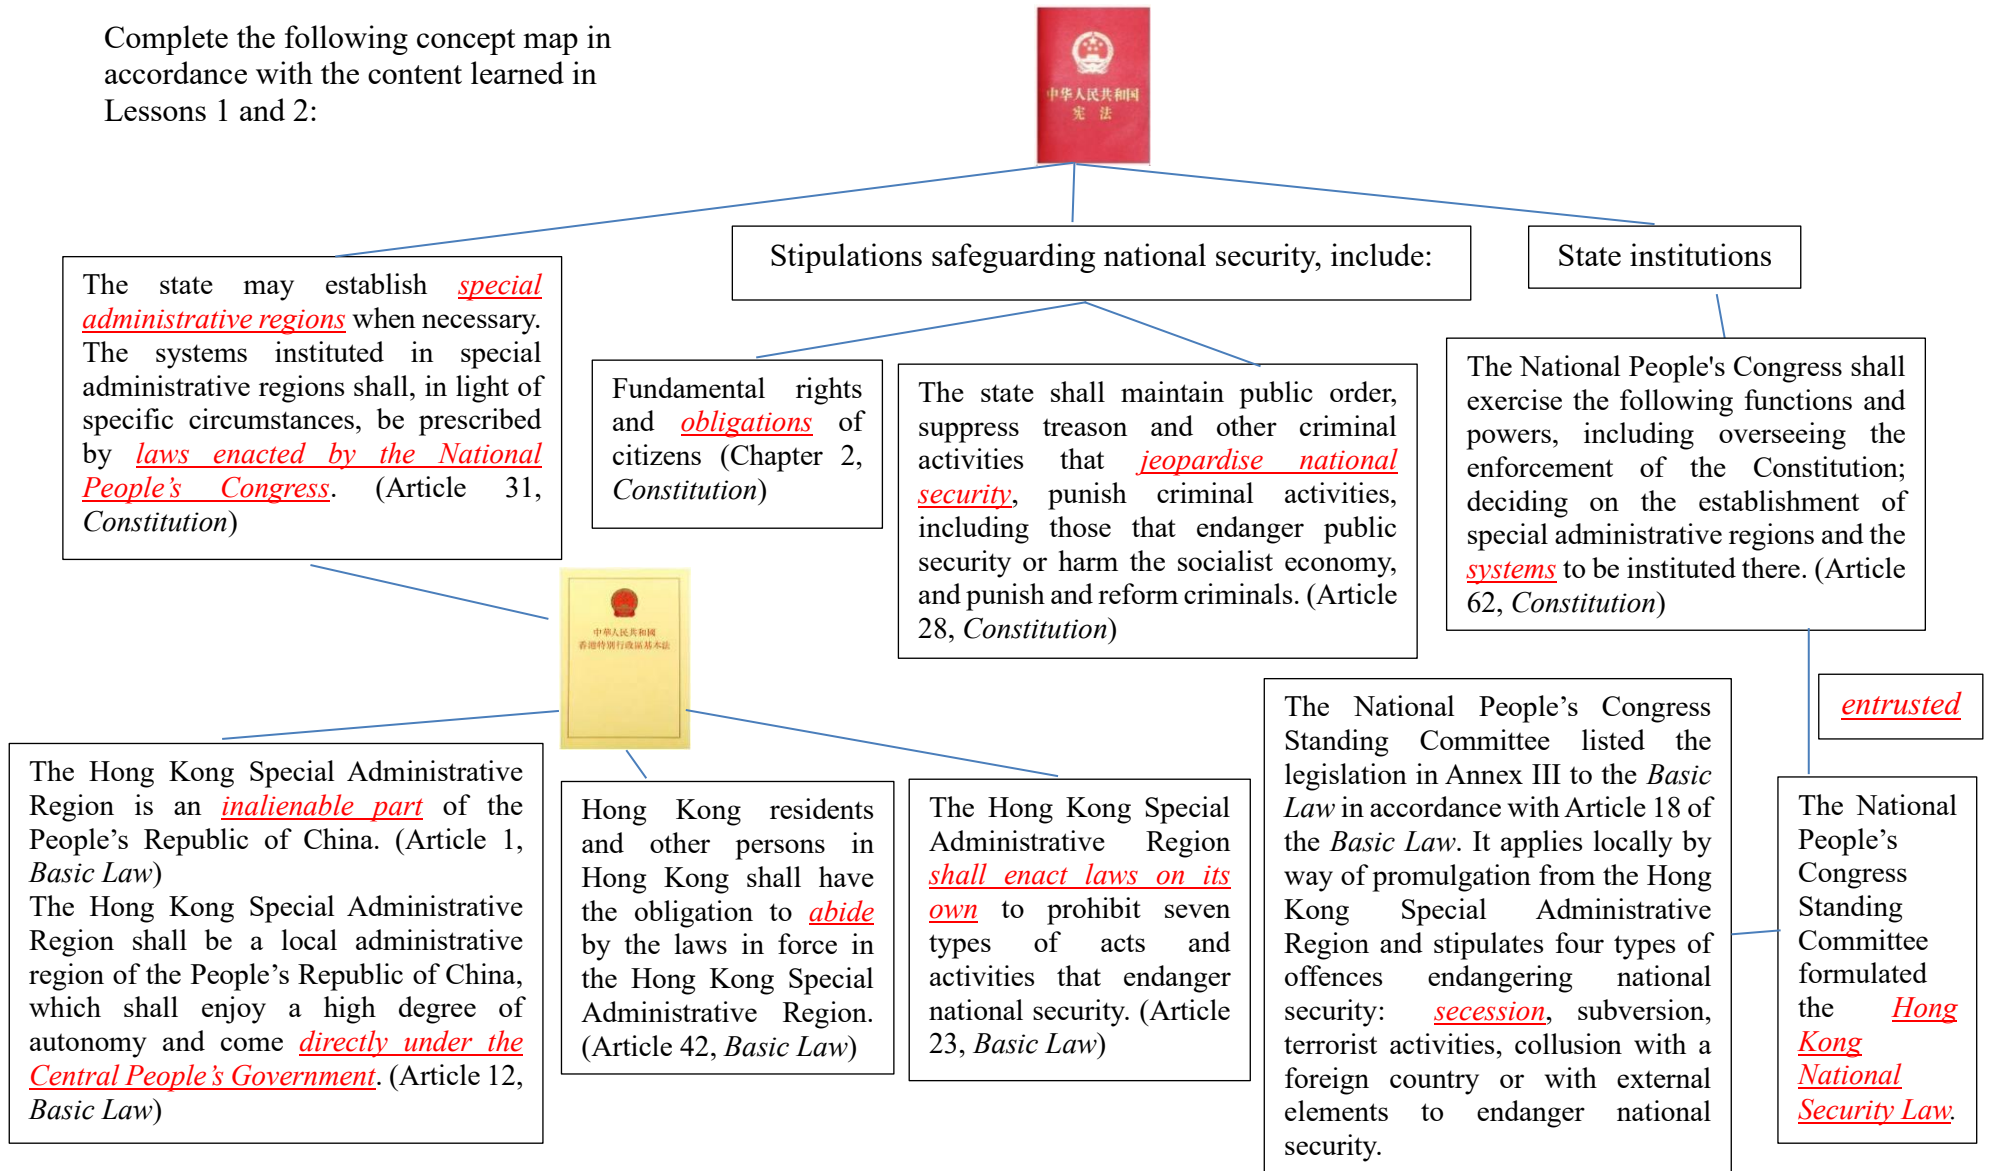 Complete the following concept map in
accordance with the content learned in
Lessons 1 and 2:
中华人民共和国
宪 法
The state may establish special
administrative regions when necessary.
The systems instituted in special
administrative regions shall, in light of
specific circumstances, be prescribed
by laws enacted by the National
People's Congress. (Article 31,
Constitution)
Stipulations safeguarding national security, include:
State institutions
Fundamental rights
and obligations of
citizens (Chapter 2,
Constitution)
The state shall maintain public order,
suppress treason and other criminal
activities that jeopardise national
security, punish criminal activities,
including those that endanger public
security or harm the socialist economy,
and punish and reform criminals. (Article
28, Constitution)
The National People's Congress shall
exercise the following functions and
powers, including overseeing the
enforcement of the Constitution;
deciding on the establishment of
special administrative regions and the
systems to be instituted there. (Article
62, Constitution)
中華人民共和國
香港特別行政區基本法
entrusted
The Hong Kong Special Administrative
Region is an inalienable part of the
People's Republic of China. (Article 1,
Basic Law)
The Hong Kong Special Administrative
Region shall be a local administrative
region of the People's Republic of China,
which shall enjoy a high degree of
autonomy and come directly under the
Central People's Government. (Article 12,
Basic Law)
Hong Kong residents
and other persons in
Hong Kong shall have
the obligation to abide
by the laws in force in
the Hong Kong Special
Administrative Region.
(Article 42, Basic Law)
The Hong Kong Special
Administrative Region
shall enact laws on its
own to prohibit seven
types of acts and
activities that endanger
national security. (Article
23, Basic Law)
The National People's Congress
Standing Committee listed the
legislation in Annex III to the Basic
Law in accordance with Article 18 of
the Basic Law. It applies locally by
way of promulgation from the Hong
Kong Special Administrative
Region and stipulates four types of
offences endangering national
security: secession, subversion,
terrorist activities, collusion with a
foreign country or with external
elements to endanger national
security.
The National
People's
Congress
Standing
Committee
formulated
the Hong
Kong
National
Security Law.